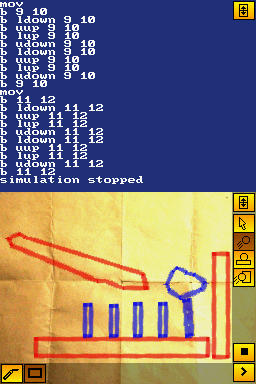 mov
b 9 10
b ldown 9 10
b uup 9 10
b lup 9 10
b udown 9 10
b ldown 9 10
b uup 9 10
b lup 9 10
b udown 9 10
b 9 10
mov
b 11 12
b ldown 11 12
b uup 11 12
b lup 11 12
b udown 11 12
b ldown 11 12
b uup 11 12
b lup 11 12
b udown 11 12
b 11 12
simulation stopped